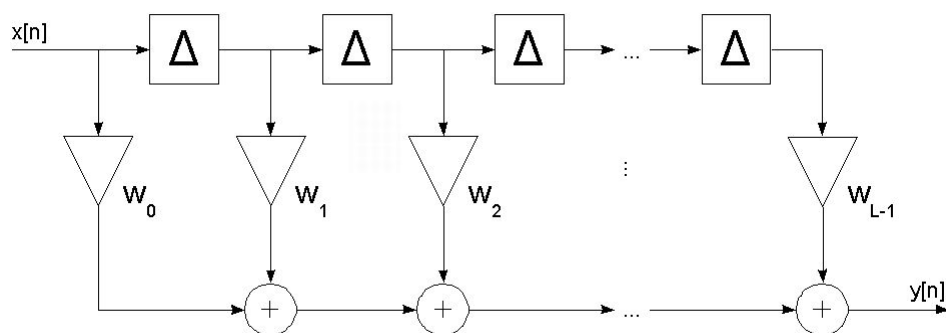 x[n]
Δ Δ Δ ... Δ
W0 W1 W2 ⋮ WL-1
+ + ... + y[n]